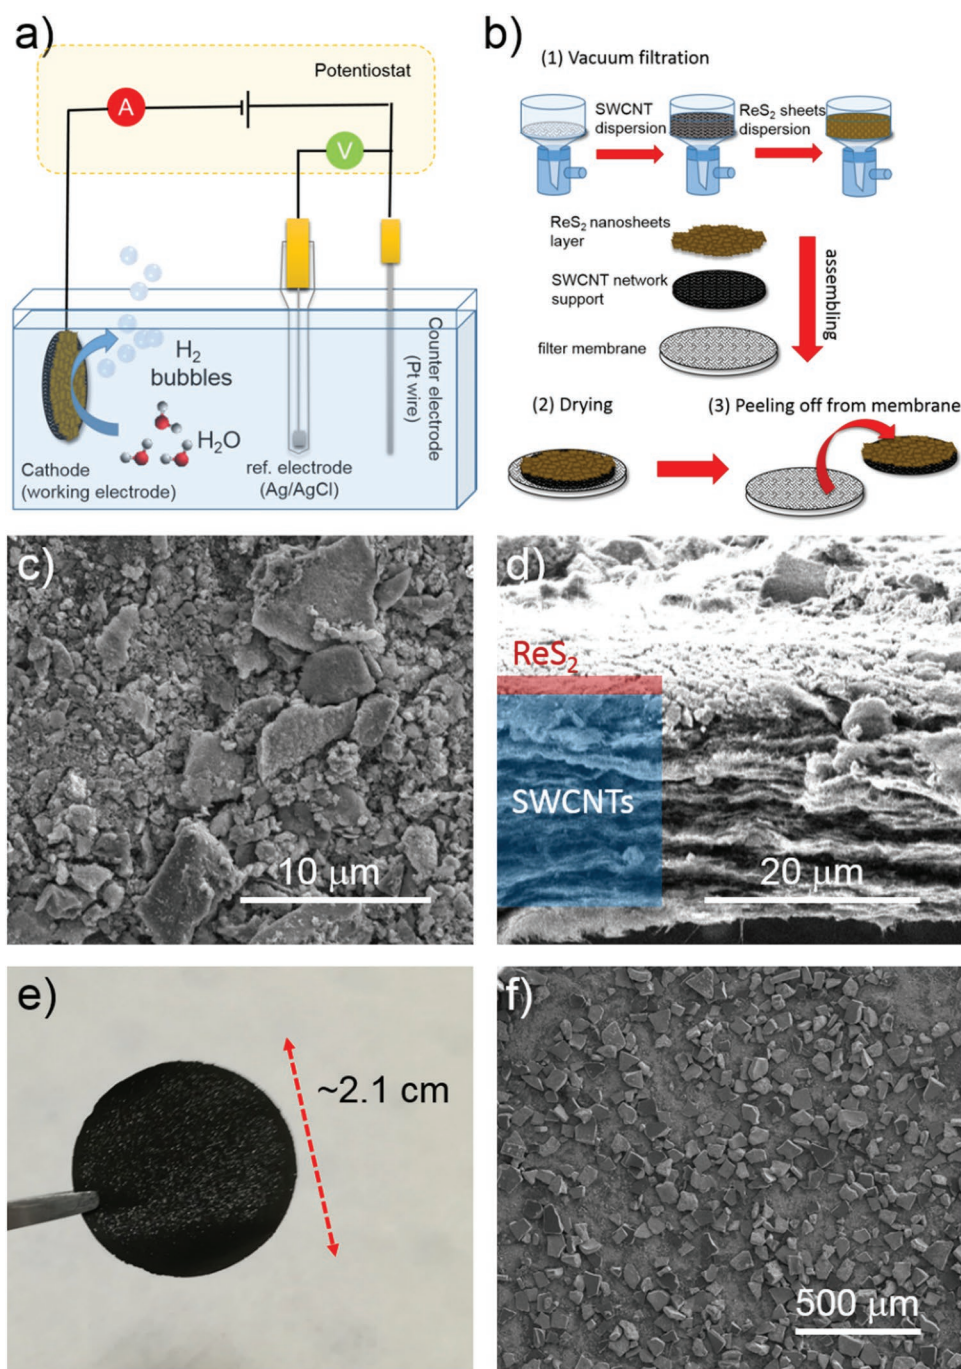 a)
Potentiostat
A
V
H₂
bubbles
H₂O
Cathode
(working electrode)
ref. electrode
(Ag/AgCl)
Counter electrode
(Pt wire)
b)
(1) Vacuum filtration
SWCNT
dispersion
ReS₂ sheets
dispersion
ReS₂ nanosheets
layer
SWCNT network
support
filter membrane
assembling
(2) Drying
(3) Peeling off from membrane
c)
10 μm
d)
ReS₂
SWCNTs
20 μm
e)
~2.1 cm
f)
500 μm